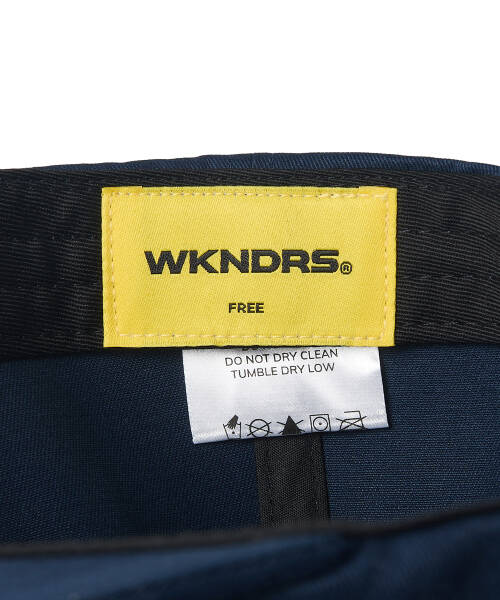 WKNDRS®
FREE
DO NOT DRY CLEAN
TUMBLE DRY LOW